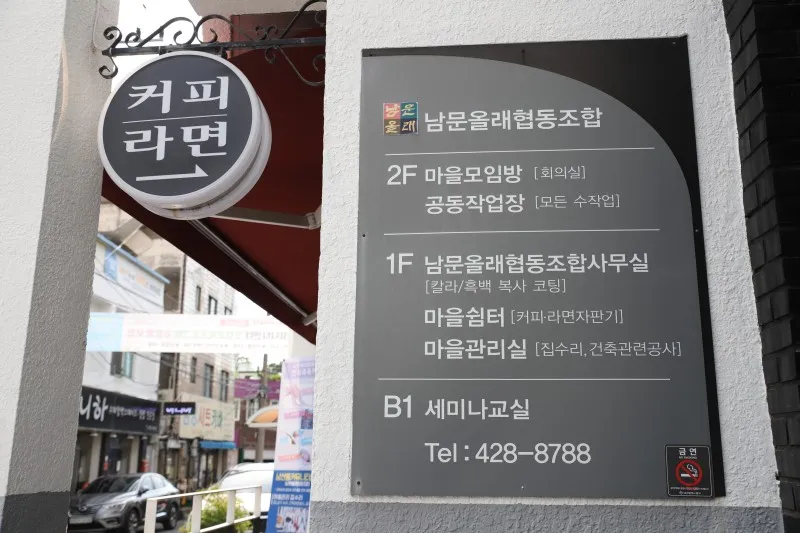 커피
라면
남문
올래
남문올래협동조합
2F 마을모임방 [회의실]
공동작업장 [모든 수작업]
1F 남문올래협동조합사무실
[칼라/흑백 복사 코팅]
마을쉼터 [커피·라면자판기]
마을관리실 [집수리,건축관련공사]
B1 세미나교실
Tel : 428-8788
금연
니하